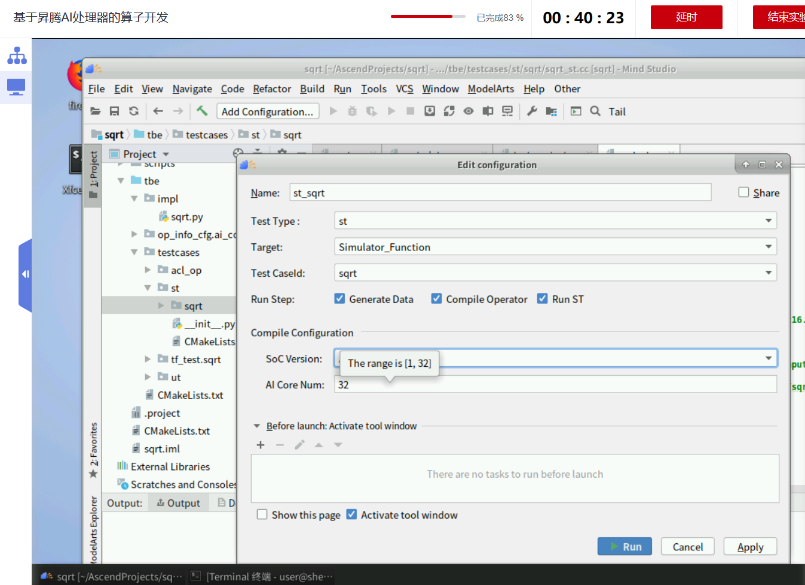 基于昇腾AI处理器的算子开发
已完成83 %
00 : 40 : 23
延时
结束实验
sqrt [~/AscendProjects/sqrt] - .../tbe/testcases/st/sqrt/sqrt_st.cc [sqrt] - Mind Studio
File Edit View Navigate Code Refactor Build Run Tools VCS Window ModelArts Help Other
Add Configuration...
Tail
sqrt tbe testcases st sqrt
1: Project
Project
scripts
tbe
impl
sqrt.py
op_info_cfg.ai_co
testcases
acl_op
st
sqrt
__init__.py
CMakeLists
tf_test.sqrt
ut
CMakeLists.txt
.project
CMakeLists.txt
sqrt.iml
External Libraries
Scratches and Consoles
2: Favorites
ModelArts Explorer
Output:
Output
D
Edit configuration
Name: st_sqrt
Share
Test Type : st
Target: Simulator_Function
Test CaseId: sqrt
Run Step: Generate Data Compile Operator Run ST
Compile Configuration
SoC Version:
The range is [1, 32]
AI Core Num: 32
Before launch: Activate tool window
There are no tasks to run before launch
Show this page Activate tool window
Run Cancel Apply
16.
put
sqr
sqrt [~/AscendProjects/sq···
[Terminal 终端 - user@she···